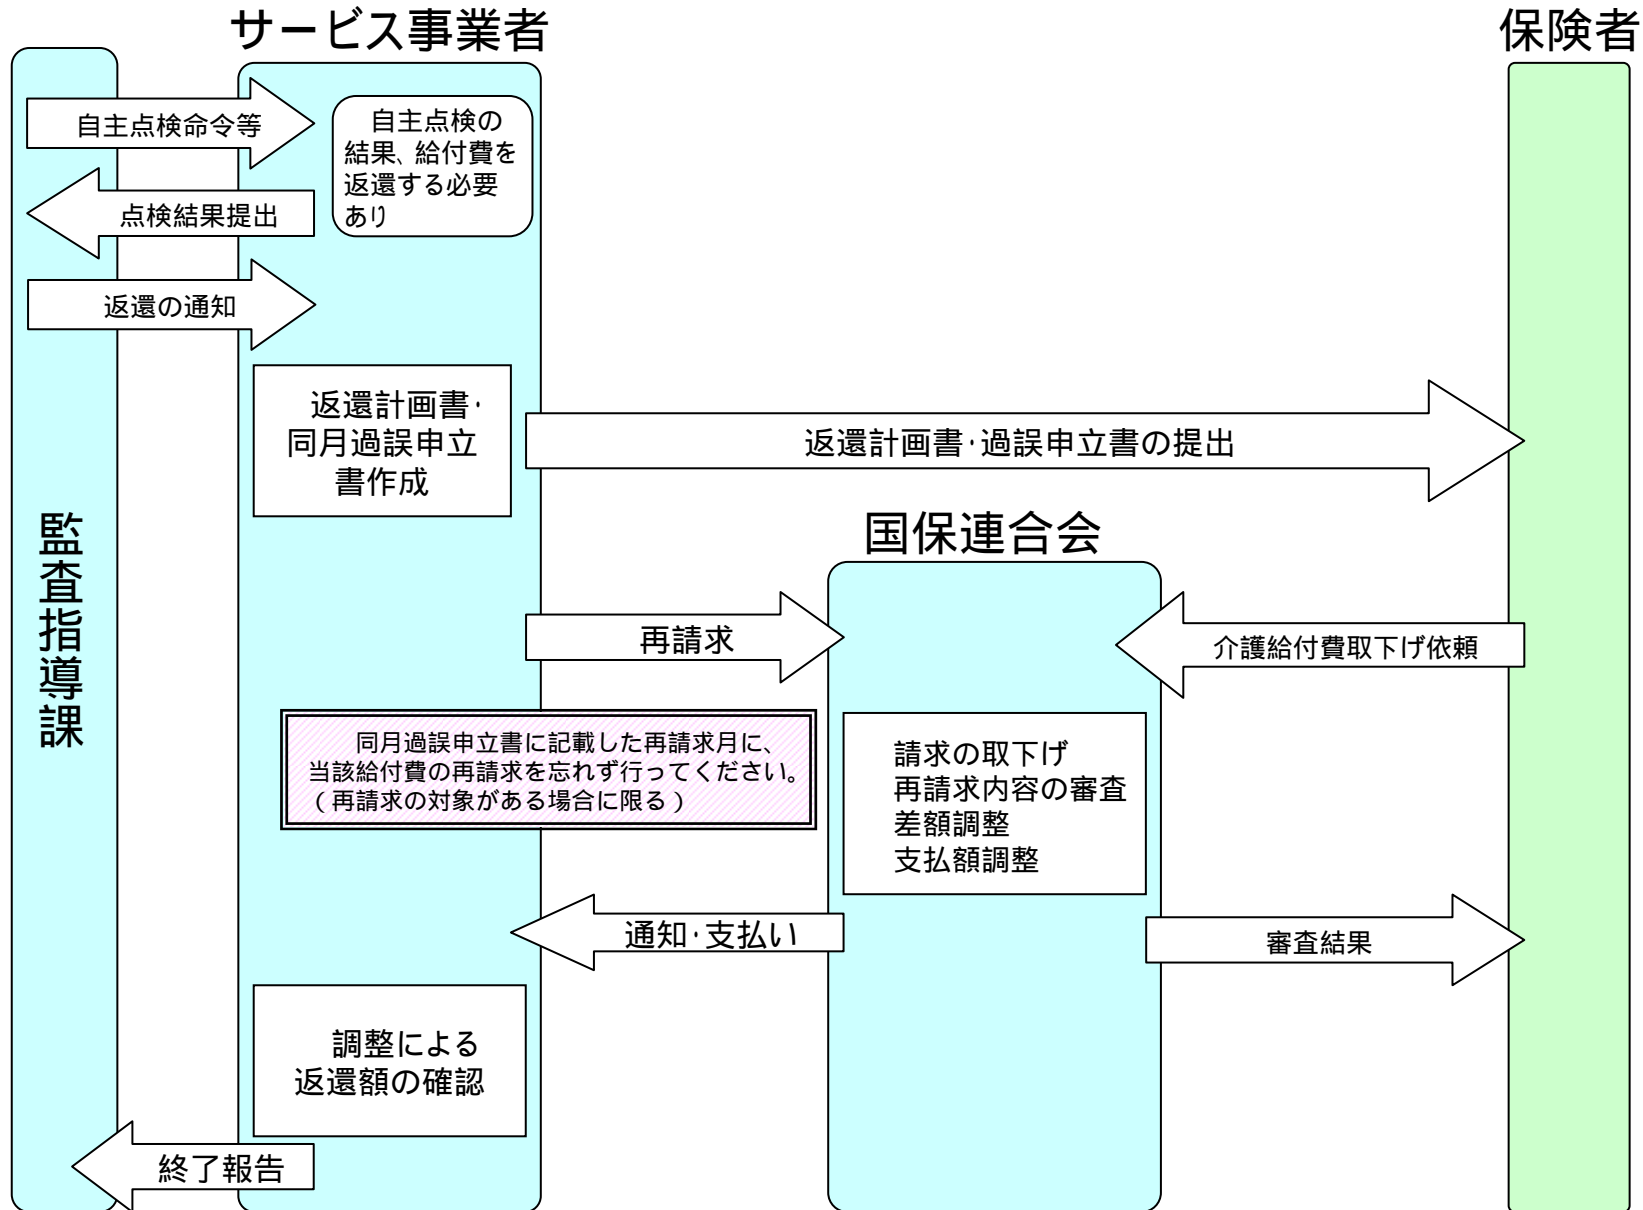 サービス事業者
保険者
自主点検命令等
自主点検の
結果、給付費を
返還する必要
あり
点検結果提出
返還の通知
返還計画書・
同月過誤申立
書作成
返還計画書・過誤申立書の提出
監査指導課
国保連合会
再請求
介護給付費取下げ依頼
同月過誤申立書に記載した再請求月に、
当該給付費の再請求を忘れず行ってください。
（再請求の対象がある場合に限る）
請求の取下げ
再請求内容の審査
差額調整
支払額調整
通知・支払い
審査結果
調整による
返還額の確認
終了報告